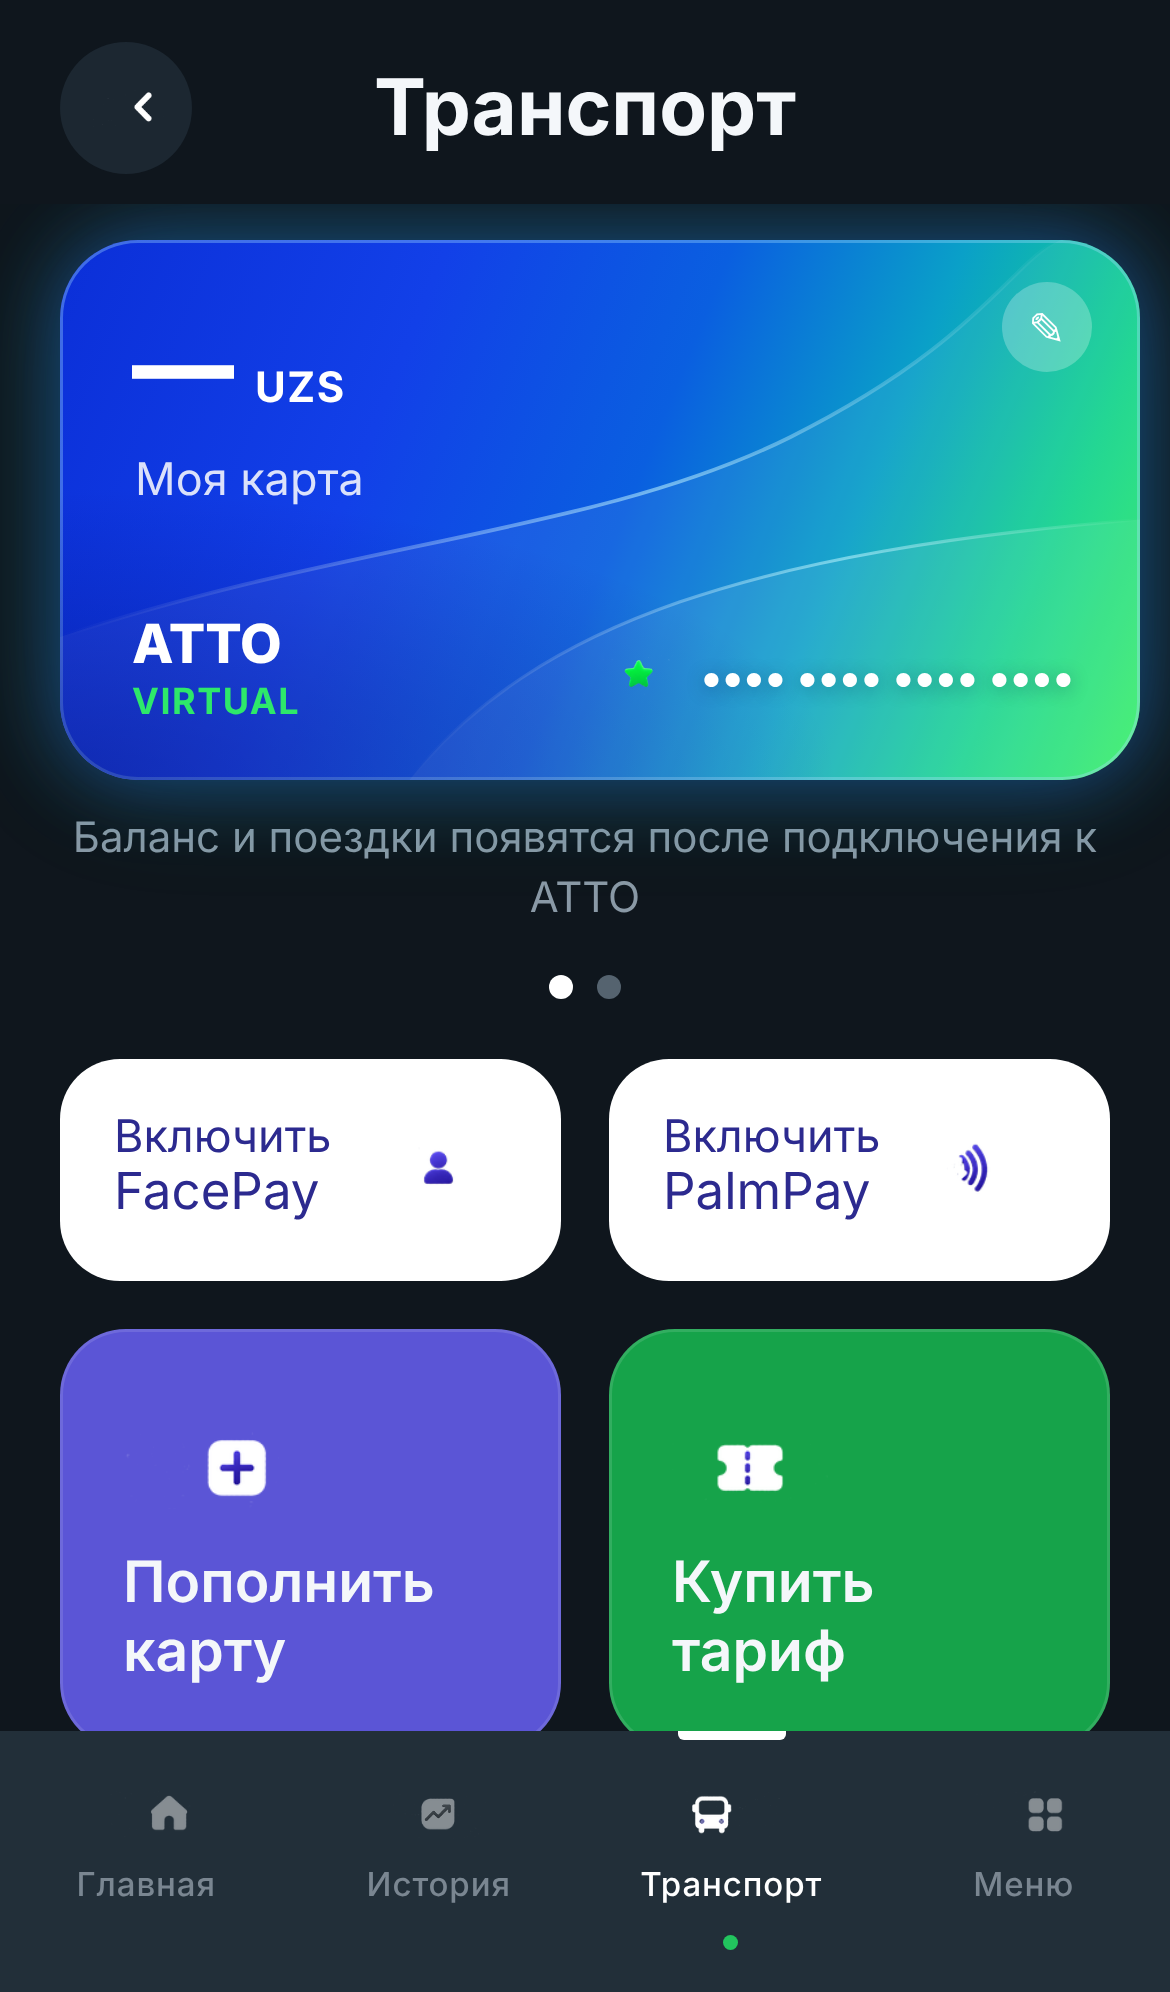 Транспорт
— UZS
Моя карта
ATTO
VIRTUAL
•••• •••• •••• ••••
Баланс и поездки появятся после подключения к
ATTO
Включить
FacePay
Включить
PalmPay
Пополнить
карту
Купить
тариф
Главная
История
Транспорт
Меню